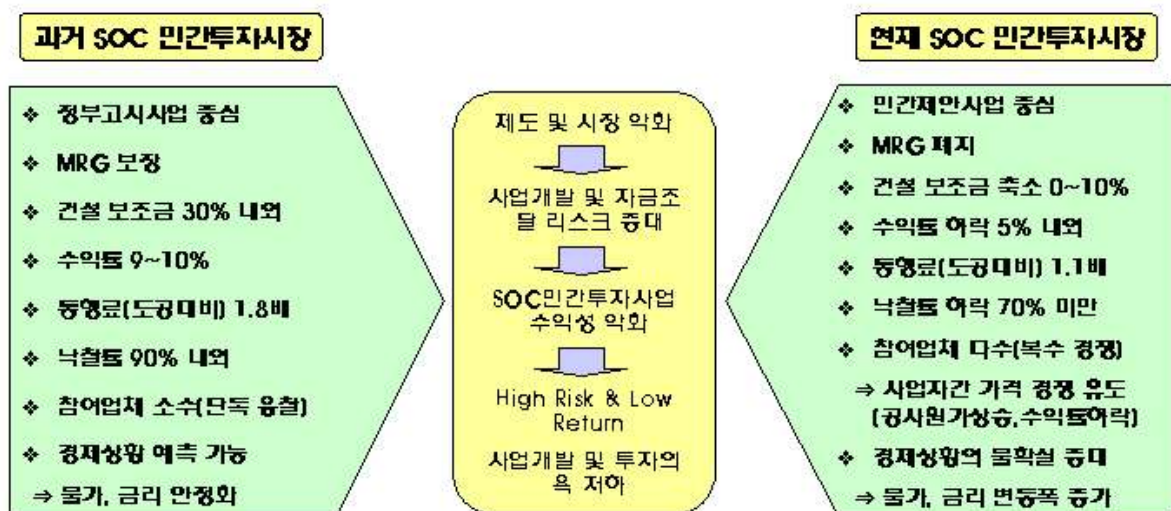 과거 SOC 민간투자시장
❖ 정부고시사업 중심
❖ MRG 보장
❖ 건설 보조금 30% 내외
❖ 수익률 9~10%
❖ 통행료(도공대비) 1.8배
❖ 낙찰률 90% 내외
❖ 참여업체 소수(단독 응찰)
❖ 경제상황 예측 가능
⇒ 물가, 금리 안정화
제도 및 시장 악화
사업개발 및 자금조
달 리스크 증대
SOC민간투자사업
수익성 악화
High Risk & Low
Return
사업개발 및 투자의
욕 저하
현재 SOC 민간투자시장
❖ 민간제안사업 중심
❖ MRG 폐지
❖ 건설 보조금 축소 0~10%
❖ 수익률 하락 5% 내외
❖ 통행료(도공대비) 1.1배
❖ 낙찰률 하락 70% 미만
❖ 참여업체 다수(복수 경쟁)
⇒ 사업자간 가격 경쟁 유도
(공사원가상승,수익률하락)
❖ 경제상황의 불확실 증대
⇒ 물가, 금리 변동폭 증가